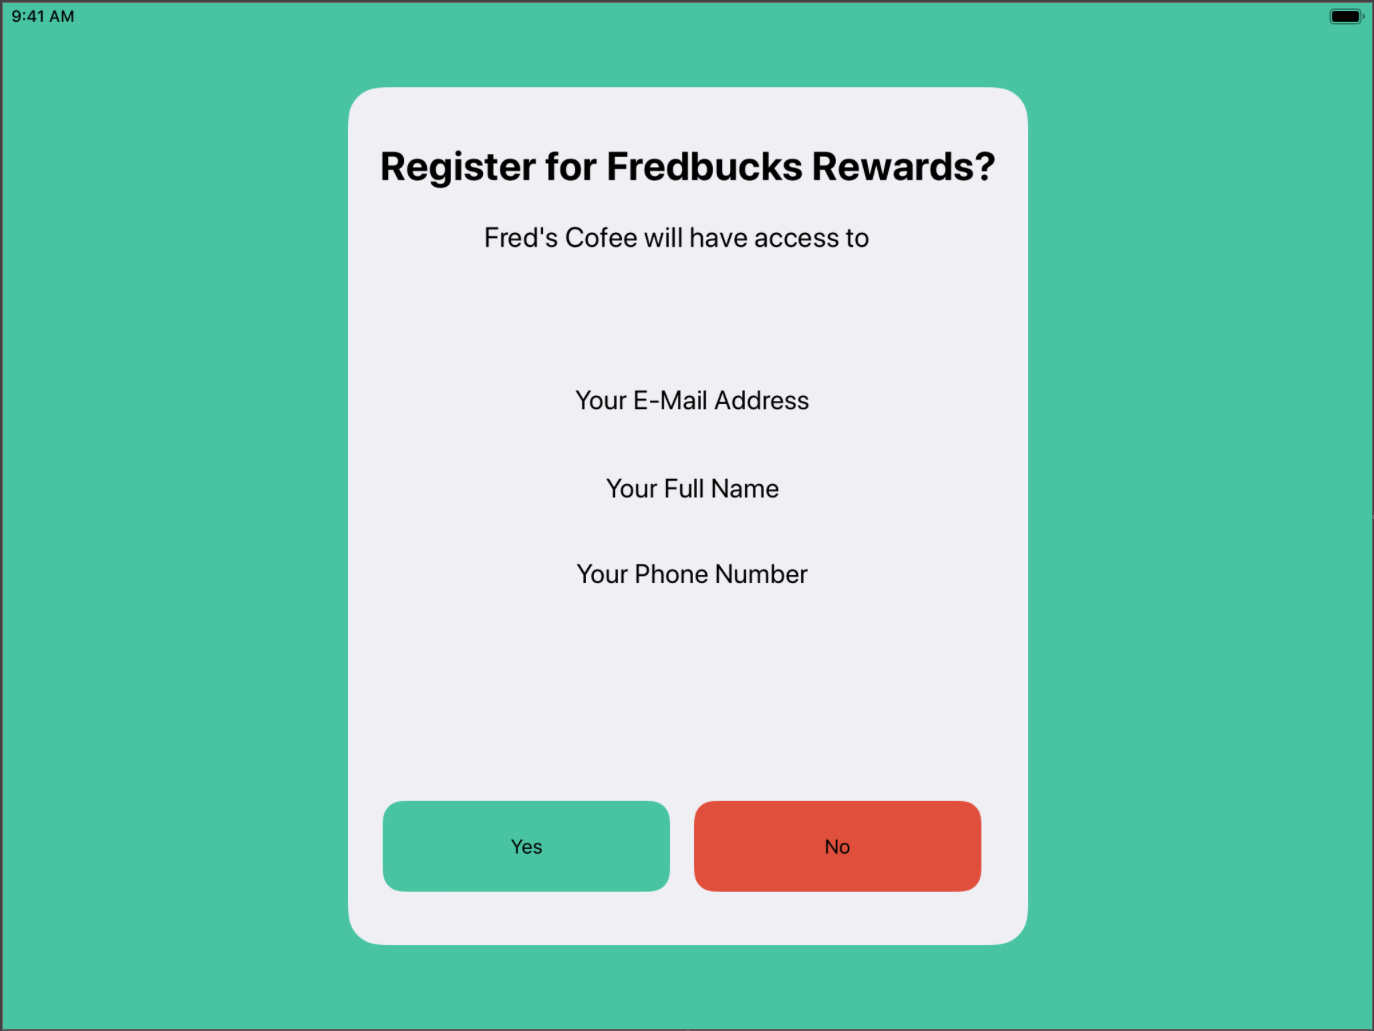 9:41 AM
Register for Fredbucks Rewards?
Fred's Cofee will have access to
Your E-Mail Address
Your Full Name
Your Phone Number
Yes
No